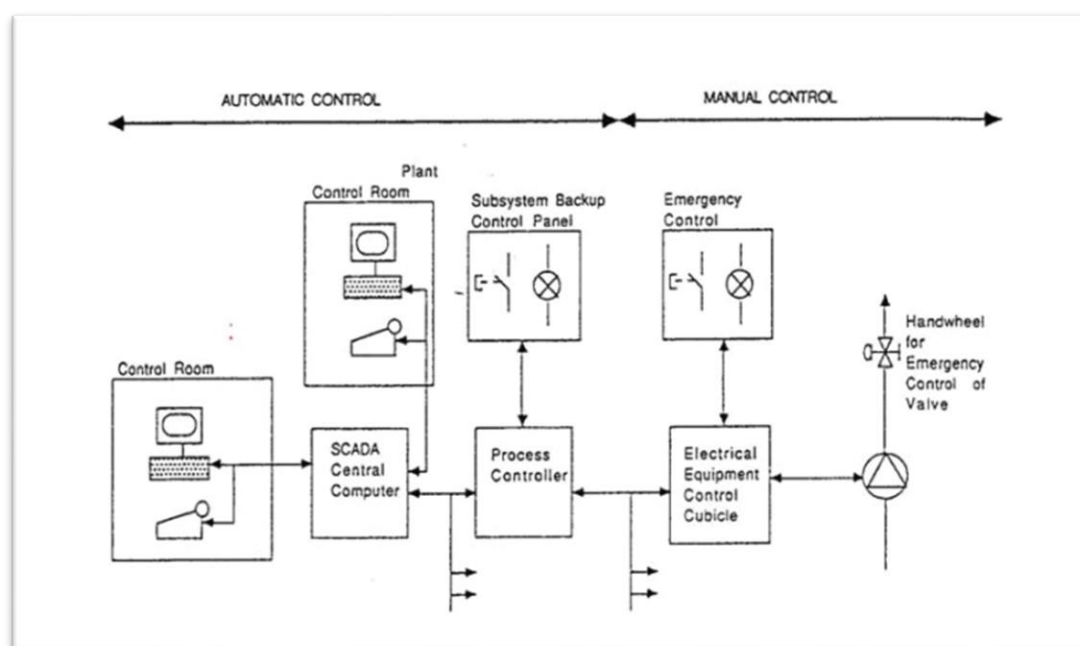 AUTOMATIC CONTROL
MANUAL CONTROL
Plant
Control Room
Subsystem Backup
Control Panel
Emergency
Control
Handwheel
for
Emergency
Control of
Valve
Control Room
SCADA
Central
Computer
Process
Controller
Electrical
Equipment
Control
Cubicle